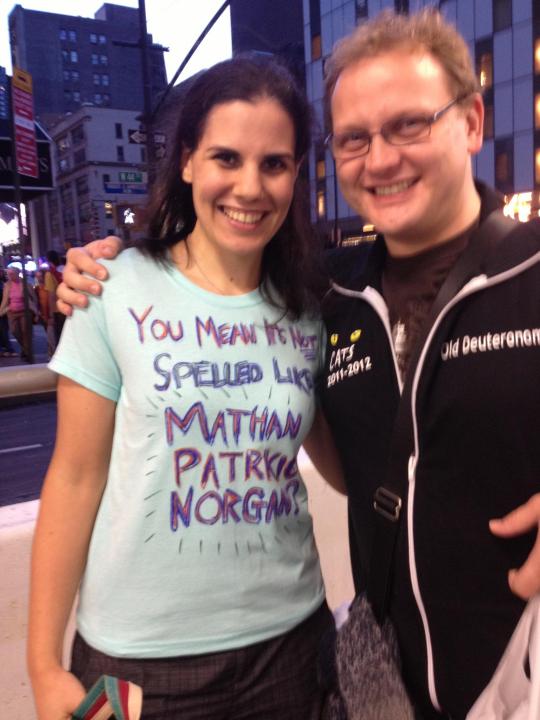 YOU MEAN IT'S NOT
SPELLED LIKE
MATHAN
PATRKIC
NORGAN?
CATS
2011-2012
Old Deuteronom